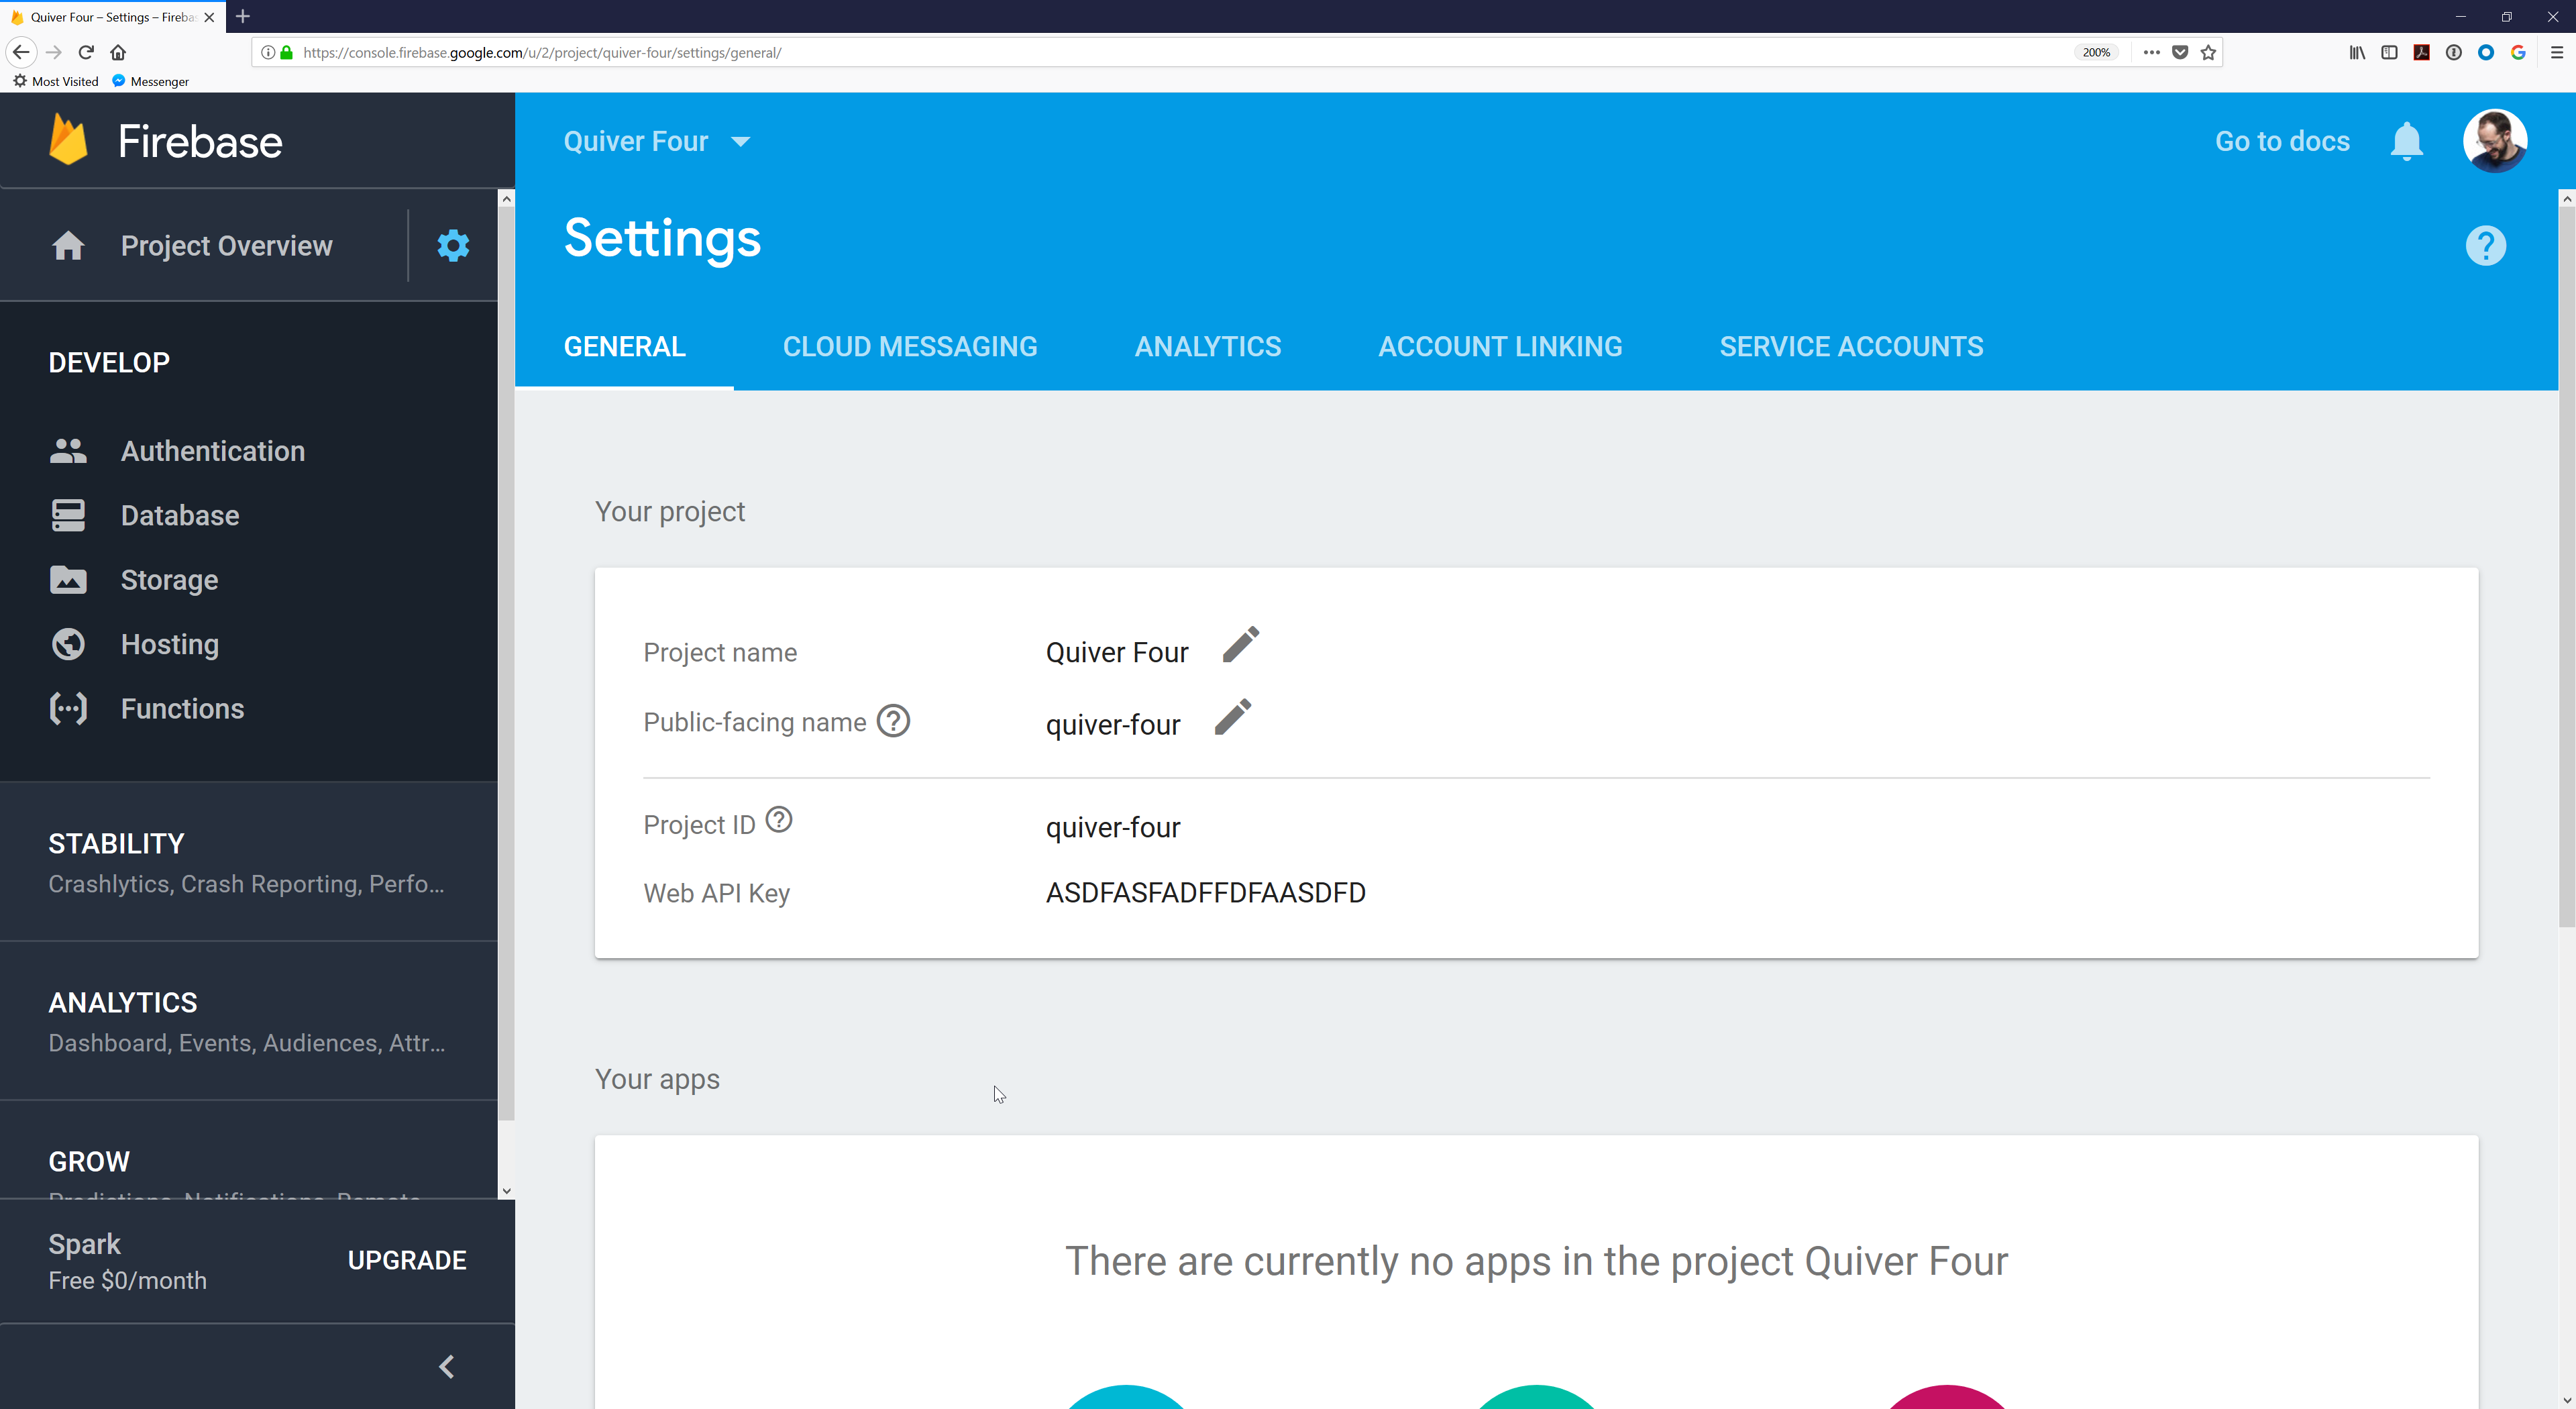 Quiver Four – Settings – Fireba
https://console.firebase.google.com/u/2/project/quiver-four/settings/general/
200%
Most Visited
Messenger
Firebase
Quiver Four
Go to docs
Project Overview
Settings
GENERAL
CLOUD MESSAGING
ANALYTICS
ACCOUNT LINKING
SERVICE ACCOUNTS
DEVELOP
Authentication
Database
Storage
Hosting
Functions
STABILITY
Crashlytics, Crash Reporting, Perfo...
ANALYTICS
Dashboard, Events, Audiences, Attr...
GROW
Predictions, Notifications, Remote
Spark
Free $0/month
UPGRADE
Your project
Project name
Quiver Four
Public-facing name
quiver-four
Project ID
quiver-four
Web API Key
ASDFASFADFFDFAASDFD
Your apps
There are currently no apps in the project Quiver Four